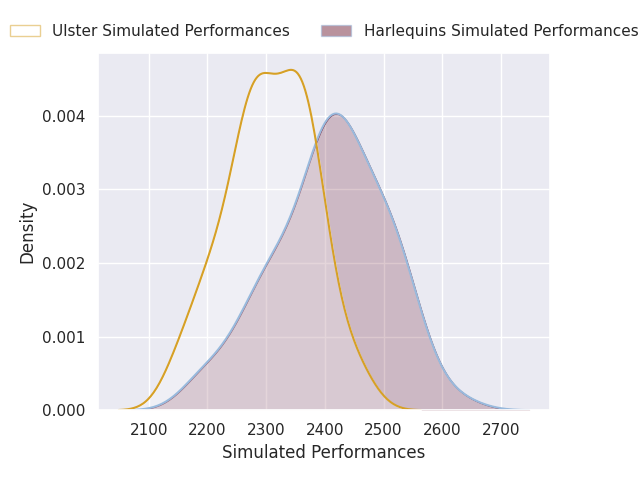 Ulster Simulated Performances Harlequins Simulated Performances
0.004
0.003
0.002
0.001
0.000
Density
2100 2200 2300 2400 2500 2600 2700
Simulated Performances